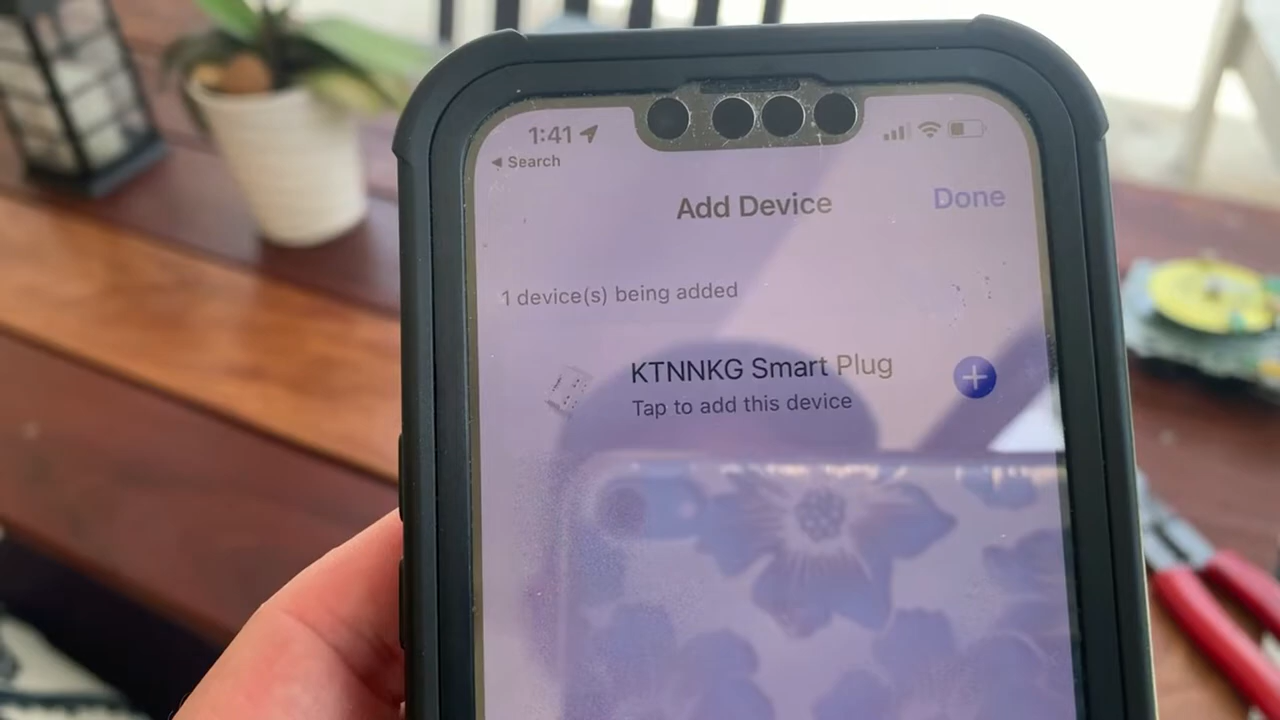 1:41
◀ Search
Add Device
Done
1 device(s) being added
KTNNKG Smart Plug
Tap to add this device